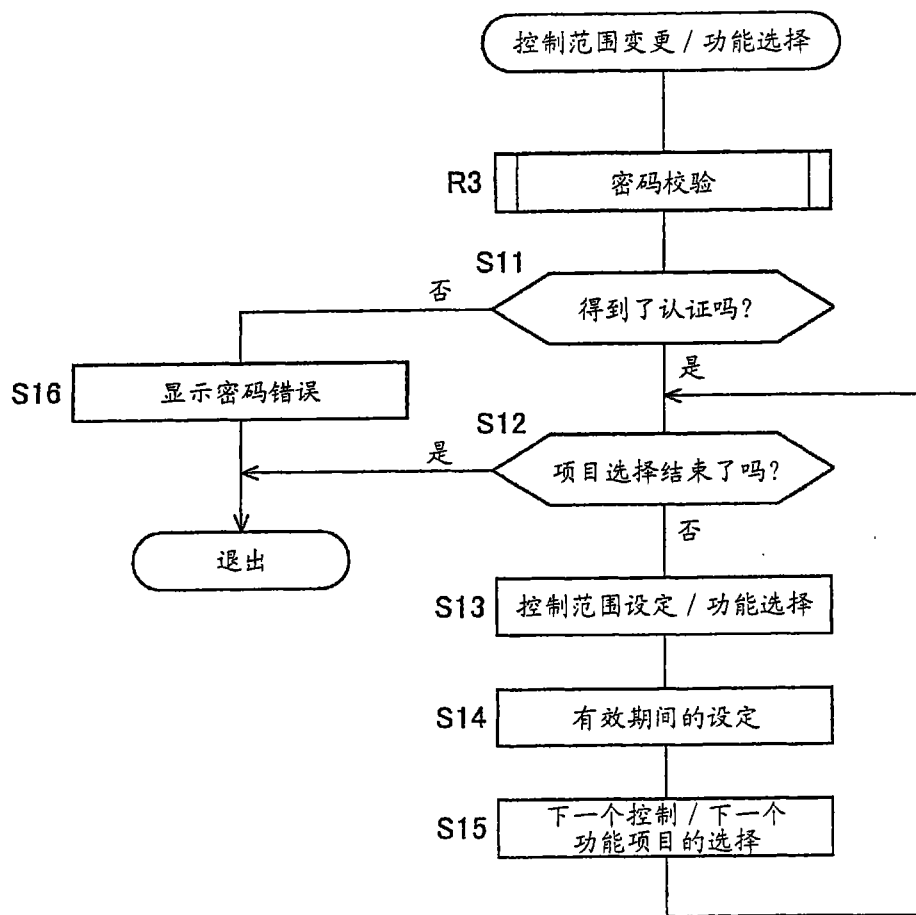 控制范围变更 / 功能选择
R3
密码校验
S11
否
得到了认证吗?
是
S16
显示密码错误
S12
是
项目选择结束了吗?
否
退出
S13
控制范围设定 / 功能选择
S14
有效期间的设定
S15
下一个控制 / 下一个
功能项目的选择